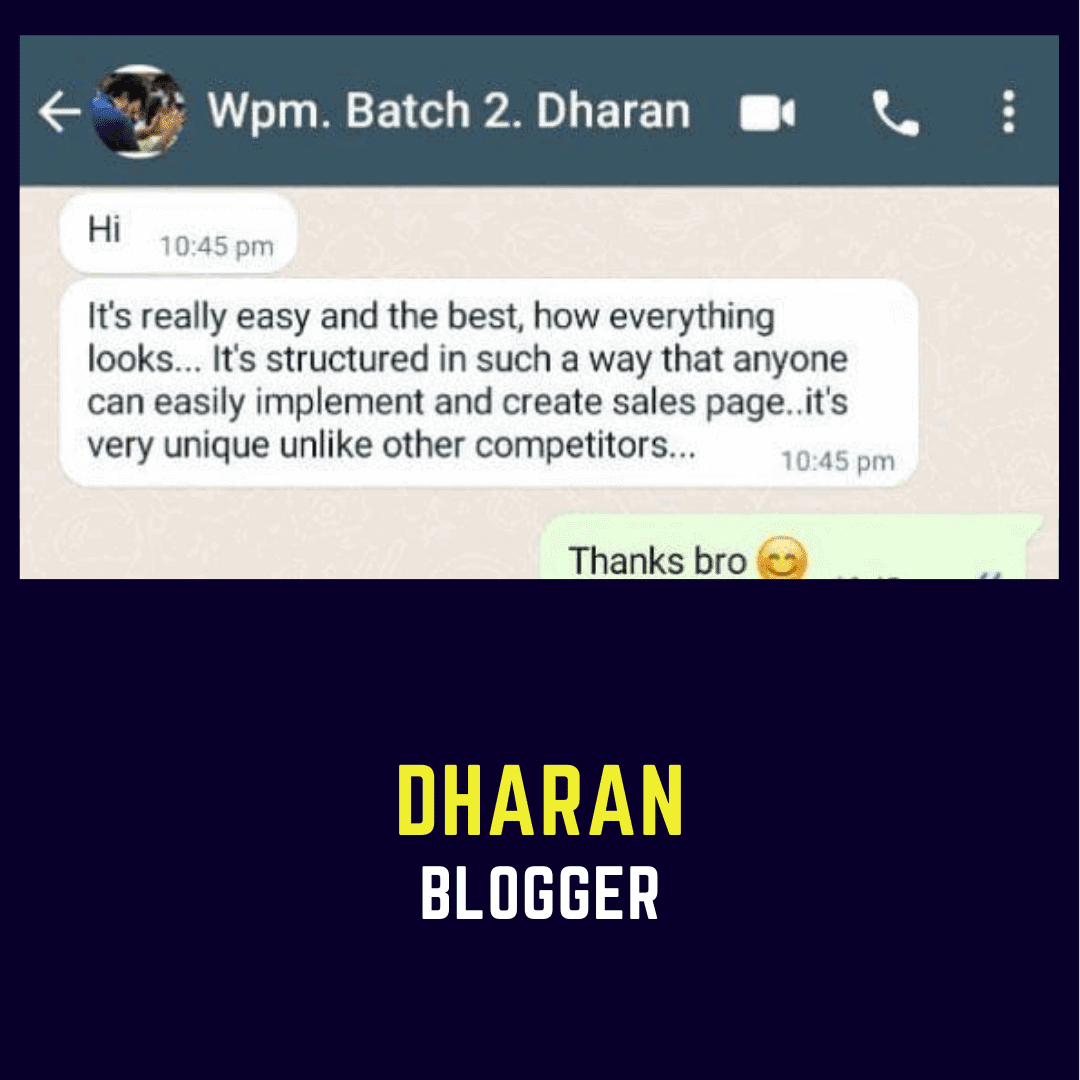 Wpm. Batch 2. Dharan
Hi
10:45 pm
It's really easy and the best, how everything
looks... It's structured in such a way that anyone
can easily implement and create sales page..it's
very unique unlike other competitors...
10:45 pm
Thanks bro 😊
DHARAN
BLOGGER